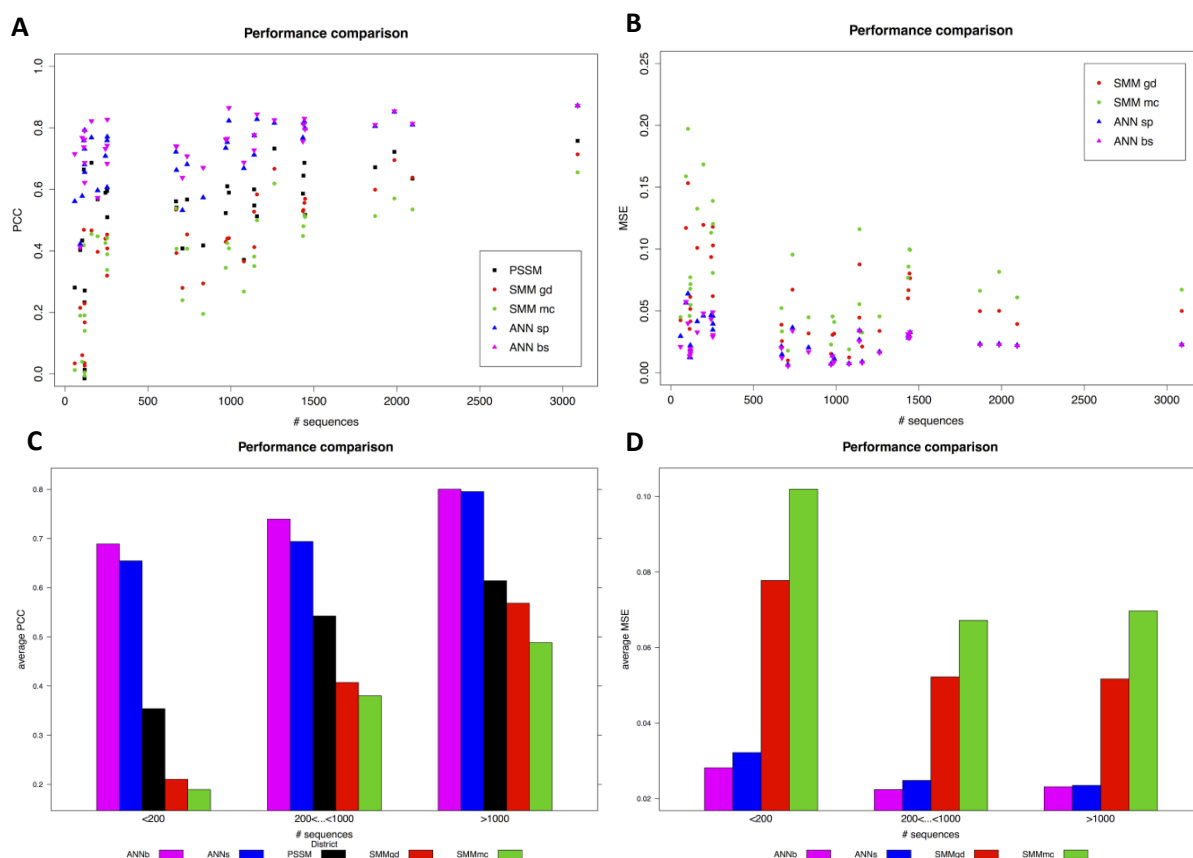 A
Performance comparison
PCC
1.0
0.8
0.6
0.4
0.2
0.0
PSSM
SMM gd
SMM mc
ANN sp
ANN bs
0 500 1000 1500 2000 2500 3000
# sequences
B
Performance comparison
MSE
0.25
0.20
0.15
0.10
0.05
0.00
SMM gd
SMM mc
ANN sp
ANN bs
0 500 1000 1500 2000 2500 3000
# sequences
C
Performance comparison
average PCC
0.8
0.7
0.6
0.5
0.4
0.3
0.2
<200 200<...<1000 >1000
# sequences
District
ANNb ANNs PSSM SMMgd SMMmc
D
Performance comparison
average MSE
0.10
0.08
0.06
0.04
0.02
<200 200<...<1000 >1000
# sequences
ANNb ANNs SMMgd SMMmc